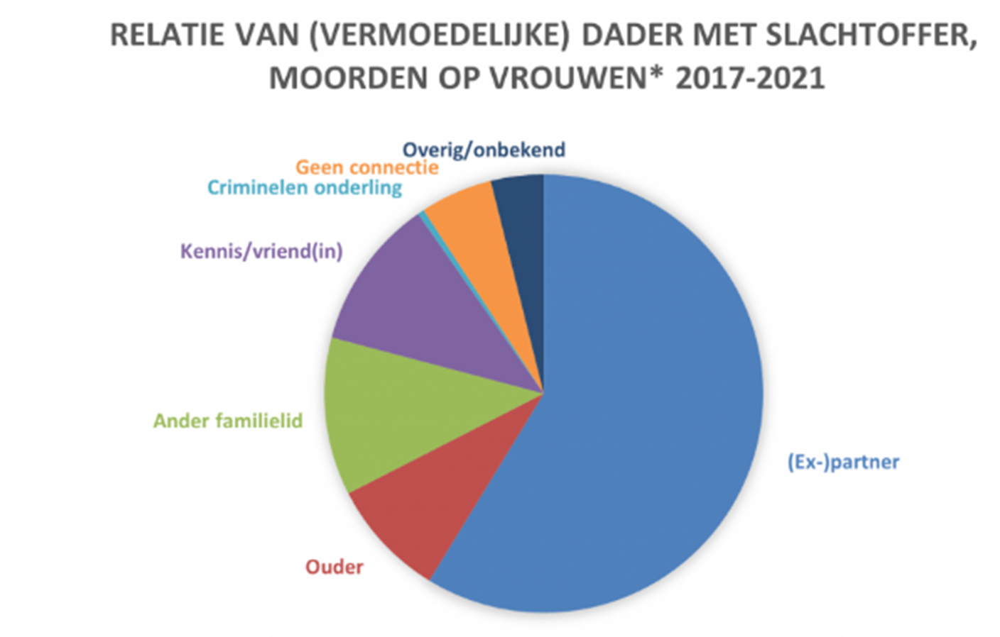 RELATIE VAN (VERMOEDELIJKE) DADER MET SLACHTOFFER,
MOORDEN OP VROUWEN* 2017-2021
Overig/onbekend
Geen connectie
Criminelen onderling
Kennis/vriend(in)
Ander familielid
(Ex-)partner
Ouder